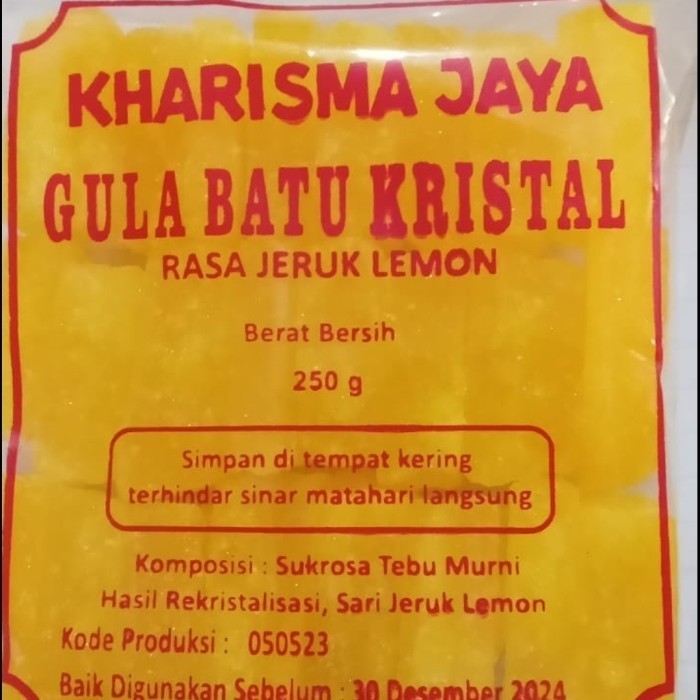 KHARISMA JAYA
GULA BATU KRISTAL
RASA JERUK LEMON
Berat Bersih
250 g
Simpan di tempat kering
terhindar sinar matahari langsung
Komposisi : Sukrosa Tebu Murni
Hasil Rekristalisasi, Sari Jeruk Lemon
Kode Produksi : 050523
Baik Digunakan Sebelum : 30 Desember 2024